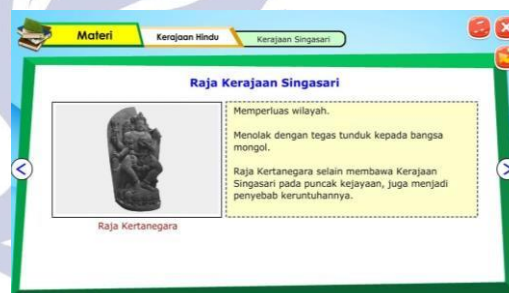 Materi
Kerajaan Hindu
Kerajaan Singasari
Raja Kerajaan Singasari
Memperluas wilayah.
Menolak dengan tegas tunduk kepada bangsa
mongol.
Raja Kertanegara selain membawa Kerajaan
Singasari pada puncak kejayaan, juga menjadi
penyebab keruntuhannya.
Raja Kertanegara